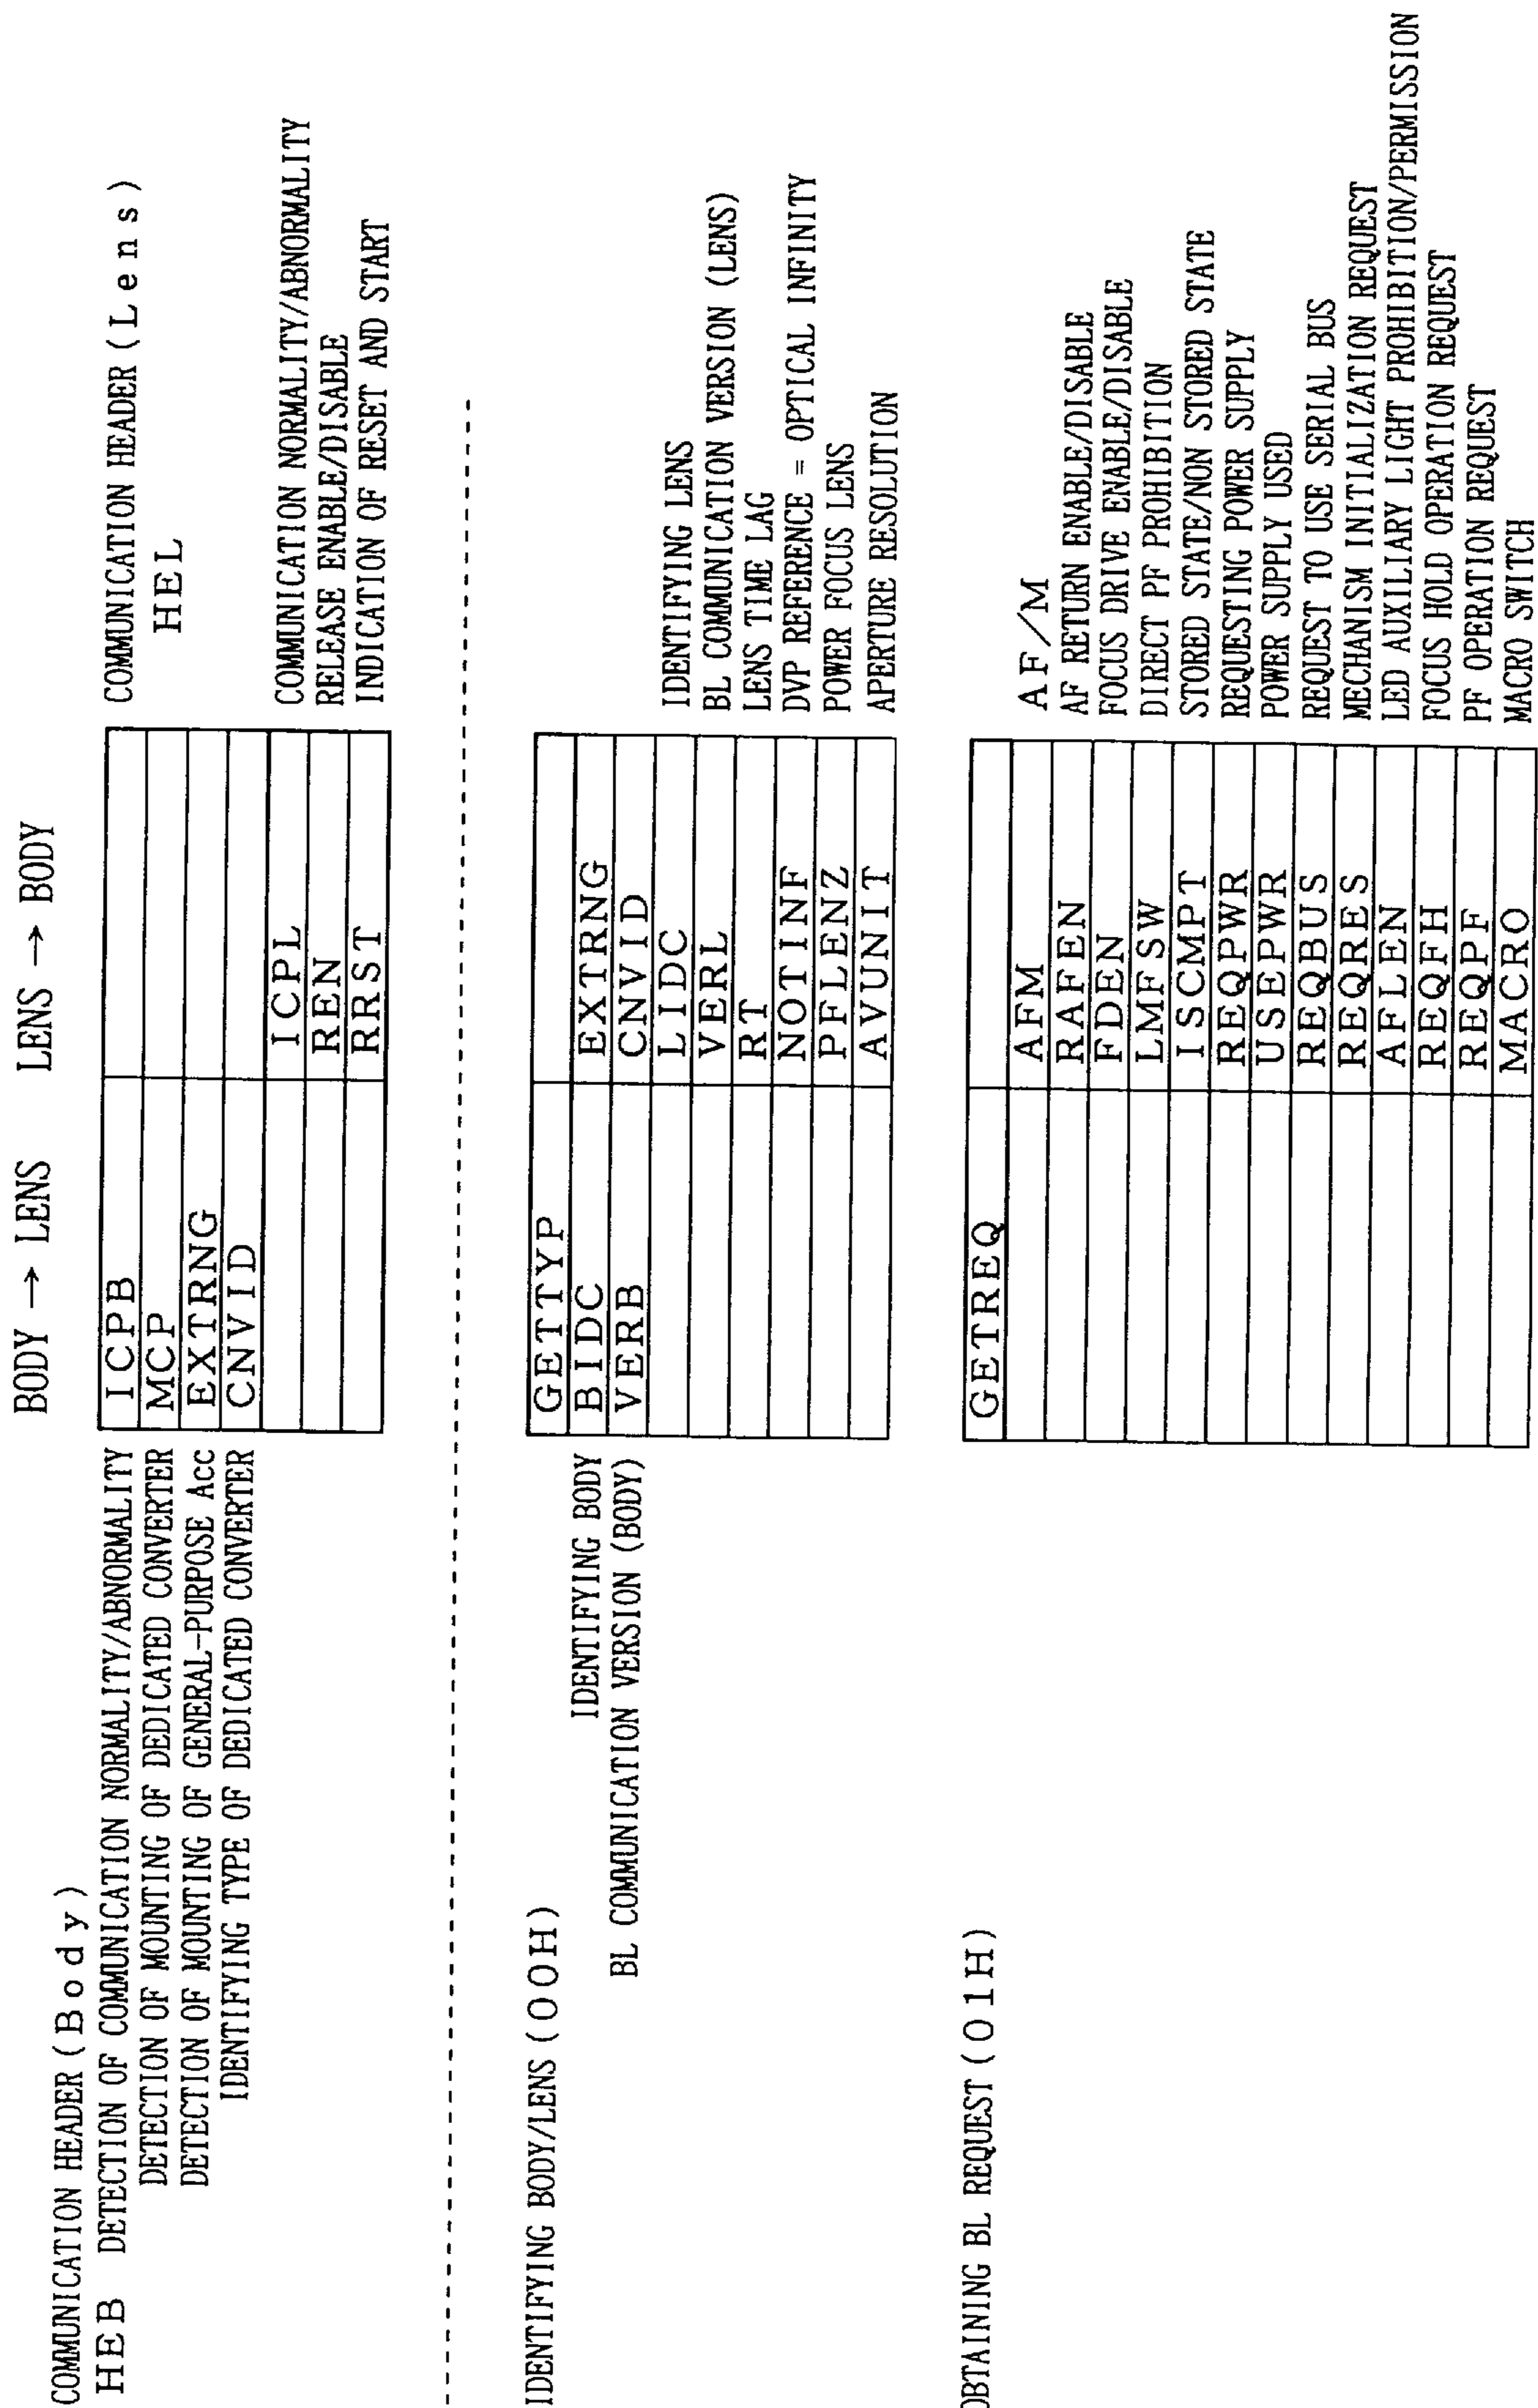 BODY → LENS LENS → BODY
COMMUNICATION HEADER (Body) COMMUNICATION HEADER (Lens)
HEB DETECTION OF COMMUNICATION NORMALITY/ABNORMALITY ICPB
HEL
DETECTION OF MOUNTING OF DEDICATED CONVERTER MCP
DETECTION OF MOUNTING OF GENERAL-PURPOSE Acc EXTRNG
IDENTIFYING TYPE OF DEDICATED CONVERTER CNVID
ICPL COMMUNICATION NORMALITY/ABNORMALITY
REN RELEASE ENABLE/DISABLE
RRST INDICATION OF RESET AND START
IDENTIFYING BODY/LENS (00H) GETTYP
IDENTIFYING BODY BIDC EXTRNG
BL COMMUNICATION VERSION (BODY) VERB CNVID
LIDC IDENTIFYING LENS
VERL BL COMMUNICATION VERSION (LENS)
RT LENS TIME LAG
NOTINF DVP REFERENCE = OPTICAL INFINITY
PFLENZ POWER FOCUS LENS
AVUNIT APERTURE RESOLUTION
OBTAINING BL REQUEST (01H) GETREQ
AFM AF/M
RAFEN AF RETURN ENABLE/DISABLE
FDEN FOCUS DRIVE ENABLE/DISABLE
LMFSW DIRECT PF PROHIBITION
ISCMPT STORED STATE/NON STORED STATE
REQPWR REQUESTING POWER SUPPLY
USEPWR POWER SUPPLY USED
REQBUS REQUEST TO USE SERIAL BUS
REQRES MECHANISM INITIALIZATION REQUEST
AFLEN LED AUXILIARY LIGHT PROHIBITION/PERMISSION
REQFH FOCUS HOLD OPERATION REQUEST
REQPF PF OPERATION REQUEST
MACRO MACRO SWITCH